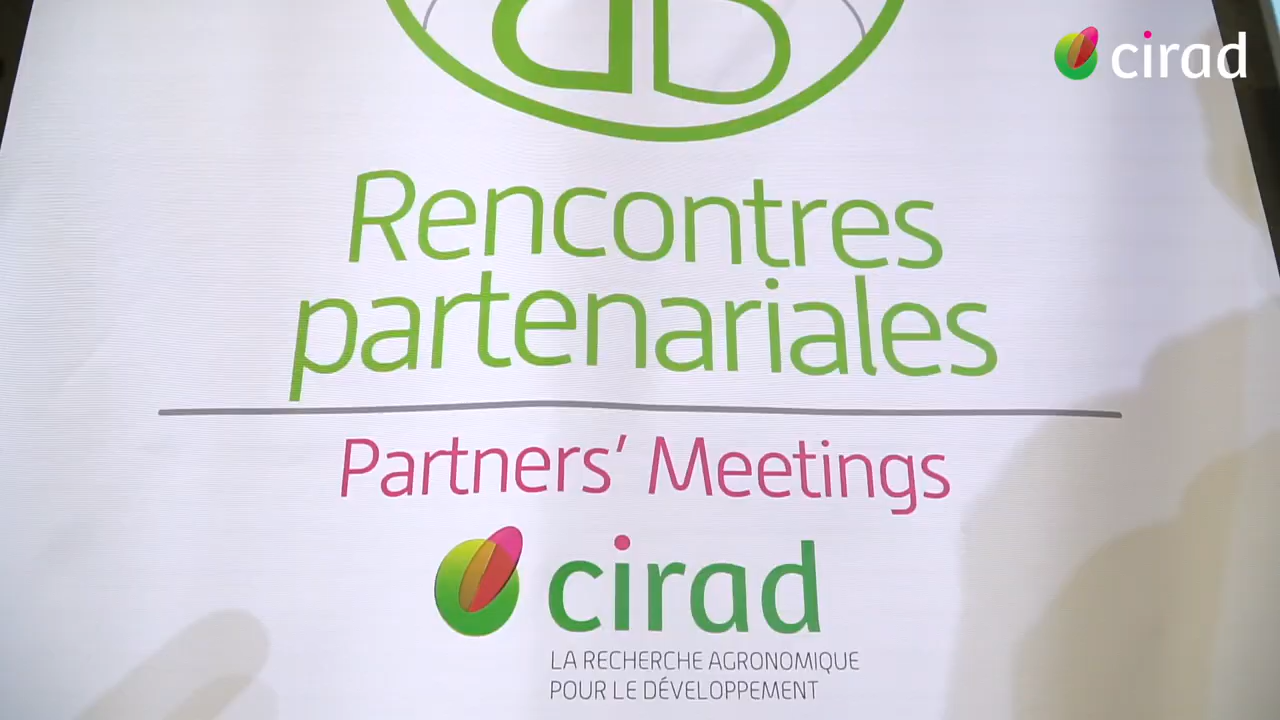 cirad
Rencontres
partenariales
Partners' Meetings
cirad
LA RECHERCHE AGRONOMIQUE
POUR LE DÉVELOPPEMENT